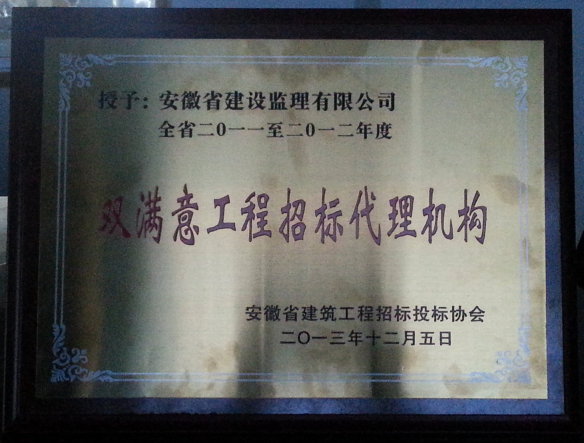 授予：安徽省建设监理有限公司
全省二0一一至二0一二年度
双满意工程招标代理机构
安徽省建筑工程招标投标协会
二〇一三年十二月五日